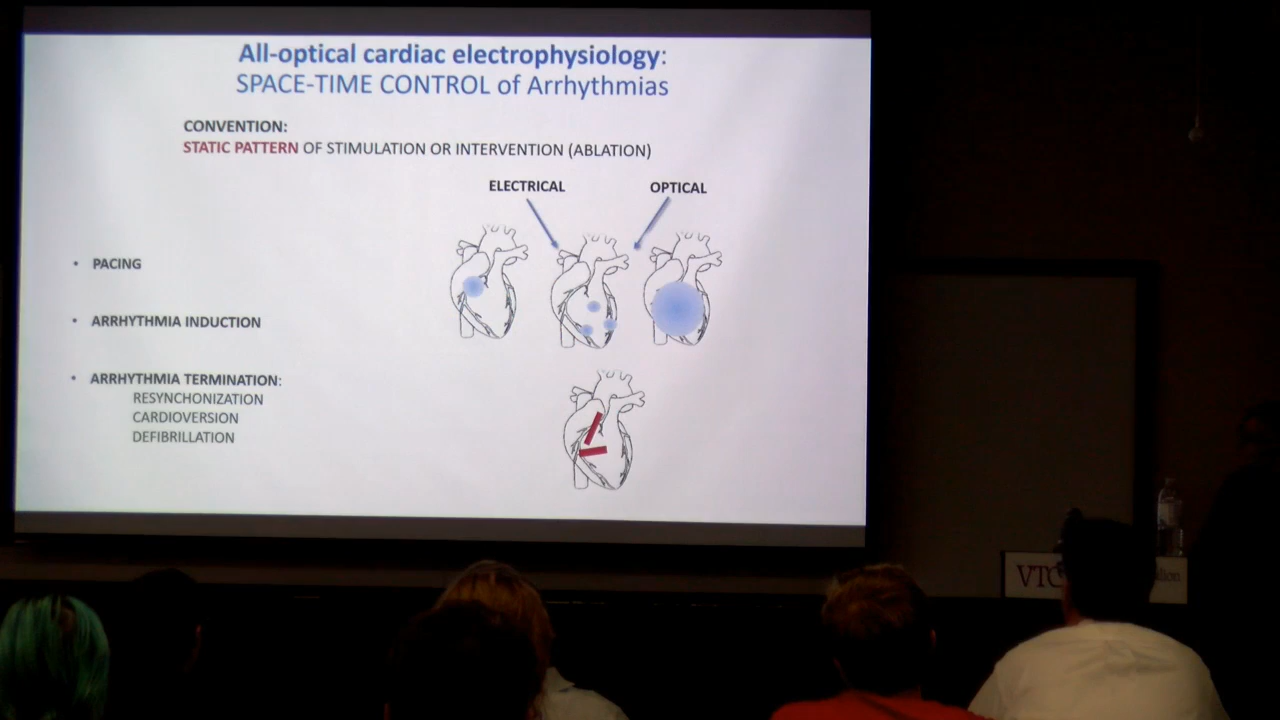 All-optical cardiac electrophysiology:
SPACE-TIME CONTROL of Arrhythmias
CONVENTION:
STATIC PATTERN OF STIMULATION OR INTERVENTION (ABLATION)
ELECTRICAL
OPTICAL
• PACING
• ARRHYTHMIA INDUCTION
• ARRHYTHMIA TERMINATION:
RESYNCHONIZATION
CARDIOVERSION
DEFIBRILLATION
VTC